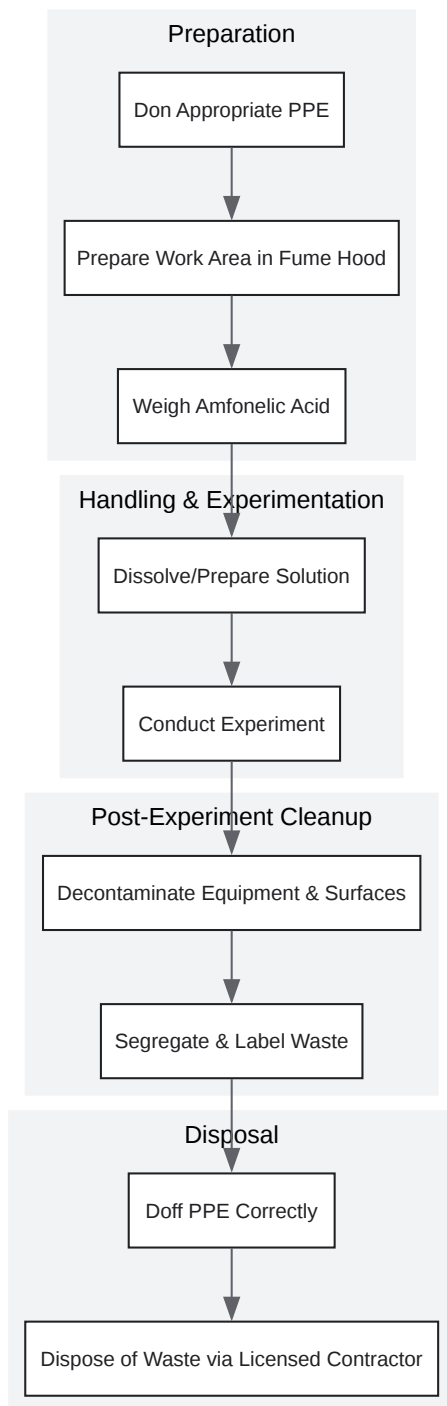 Preparation
Don Appropriate PPE
Prepare Work Area in Fume Hood
Weigh Amfonelic Acid
Handling & Experimentation
Dissolve/Prepare Solution
Conduct Experiment
Post-Experiment Cleanup
Decontaminate Equipment & Surfaces
Segregate & Label Waste
Disposal
Doff PPE Correctly
Dispose of Waste via Licensed Contractor